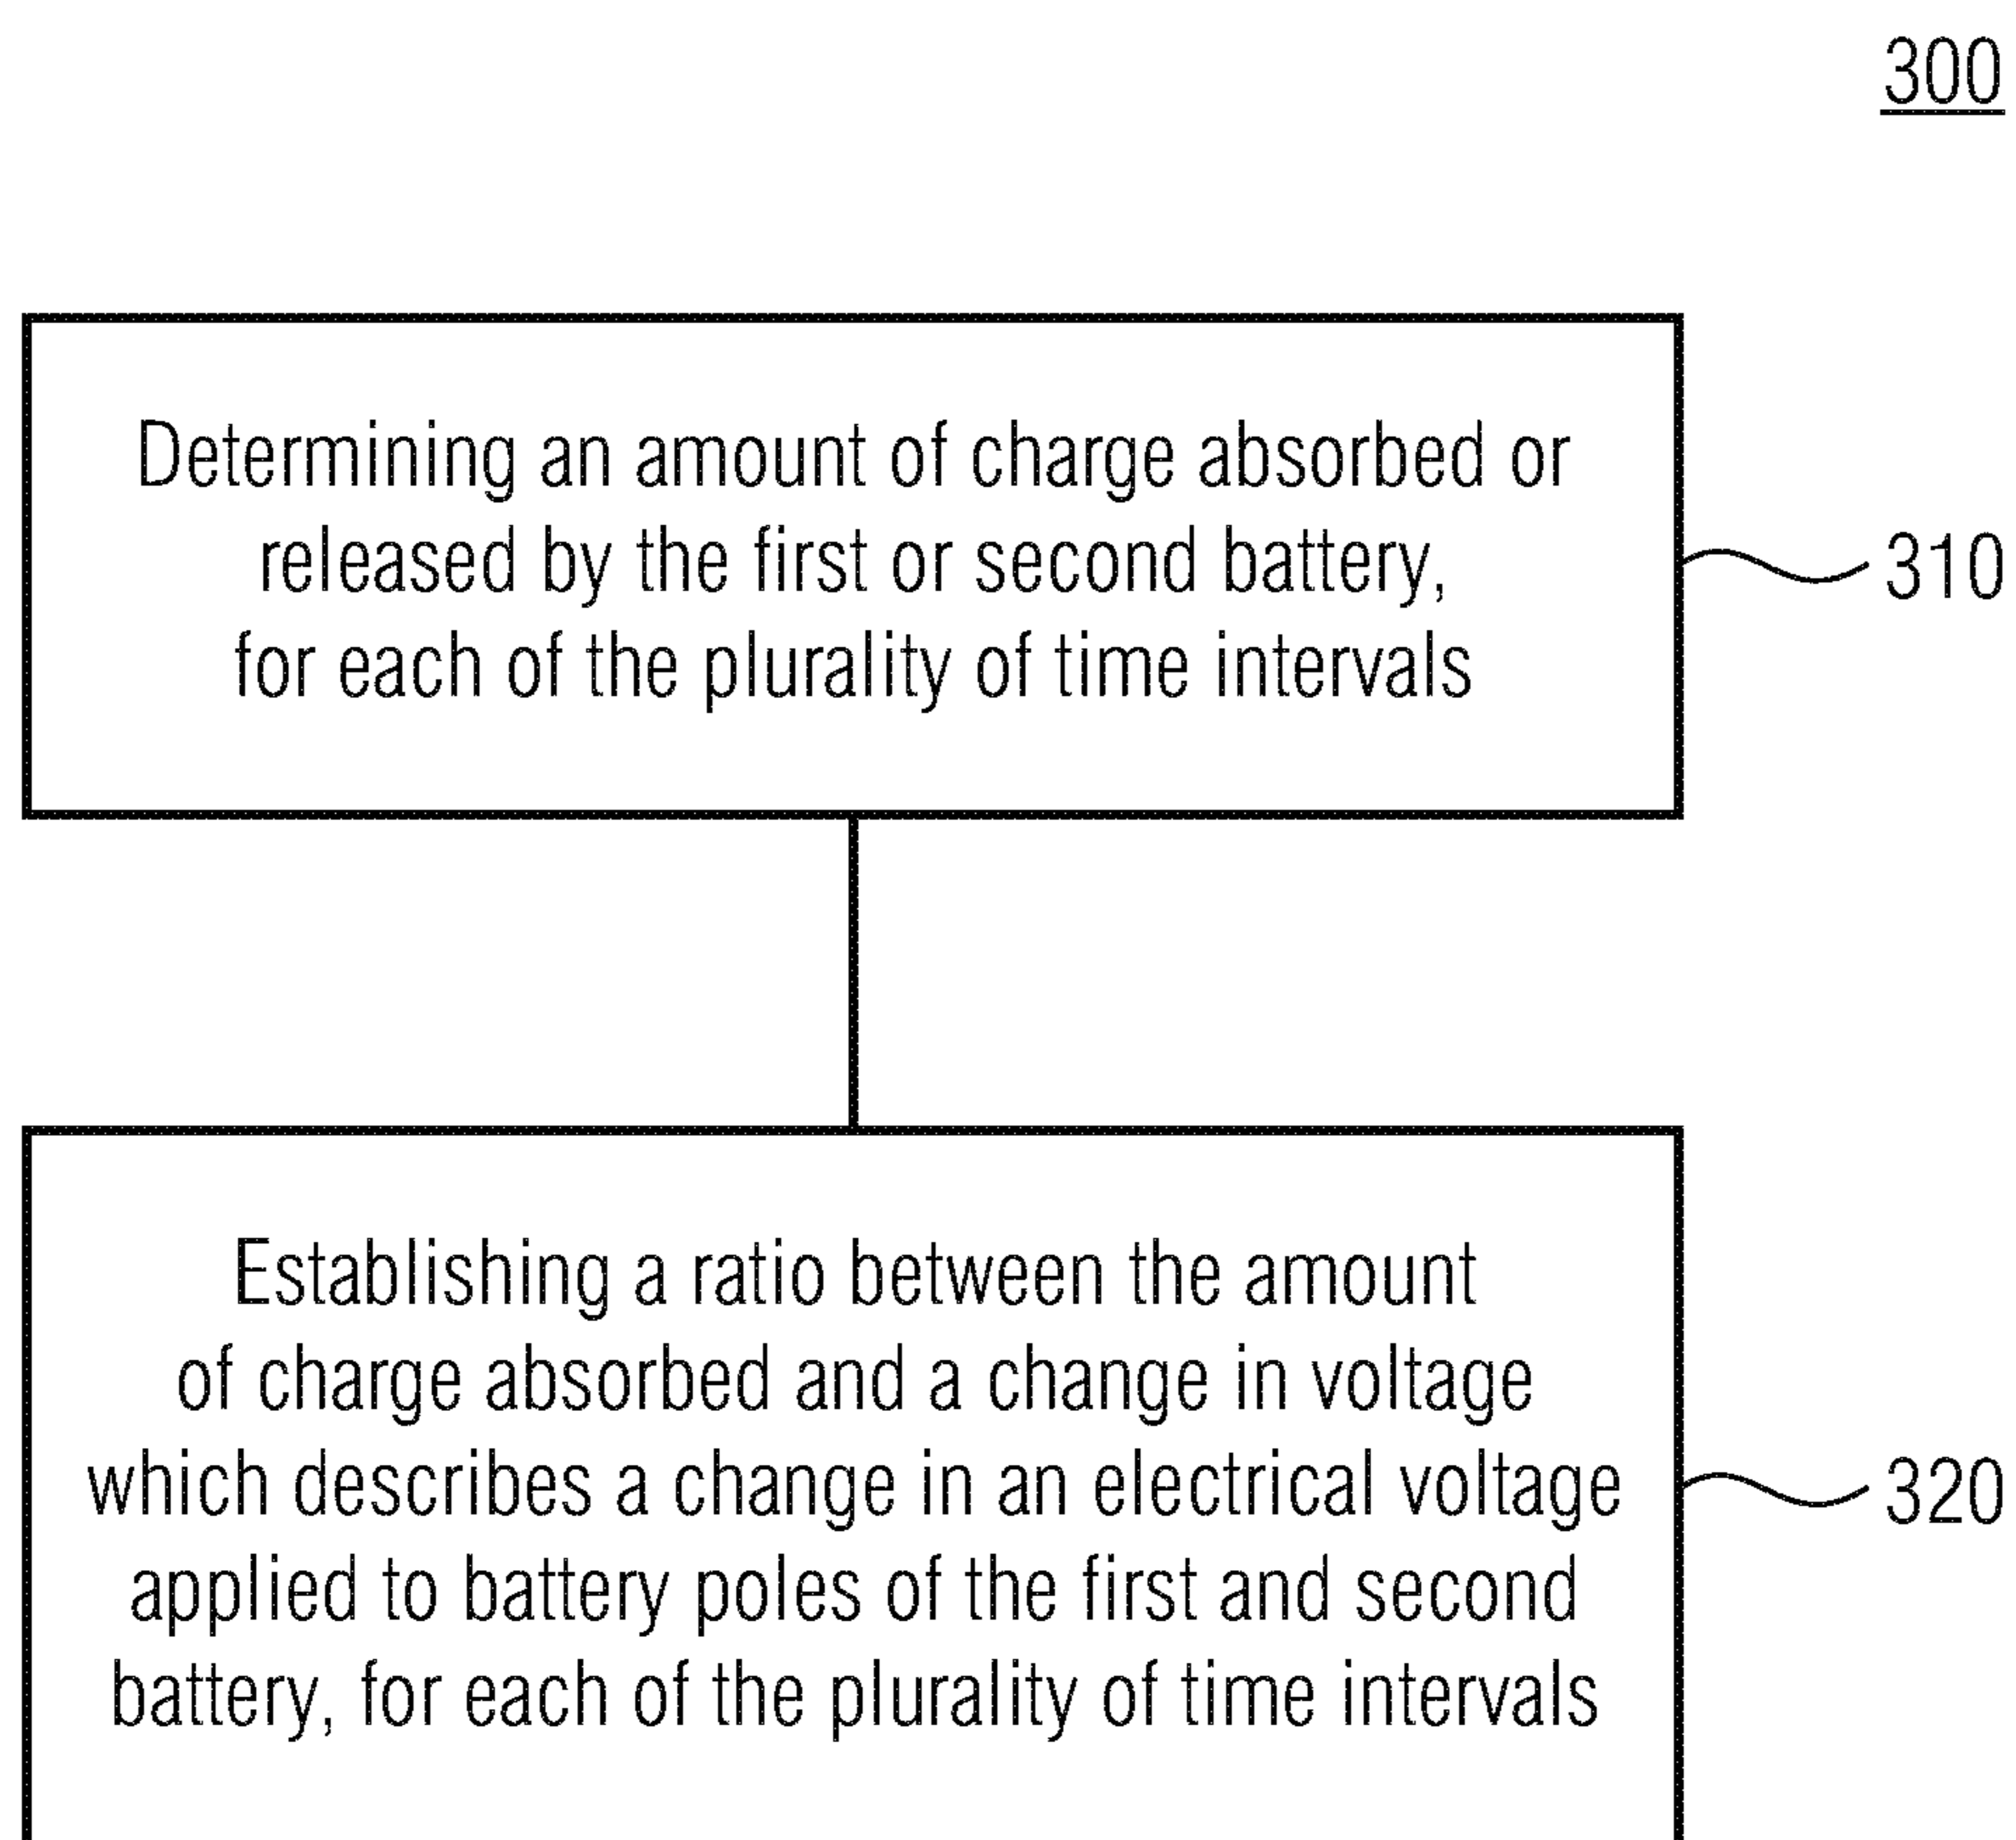 300
Determining an amount of charge absorbed or
released by the first or second battery,
for each of the plurality of time intervals
310
Establishing a ratio between the amount
of charge absorbed and a change in voltage
which describes a change in an electrical voltage
applied to battery poles of the first and second
battery, for each of the plurality of time intervals
320